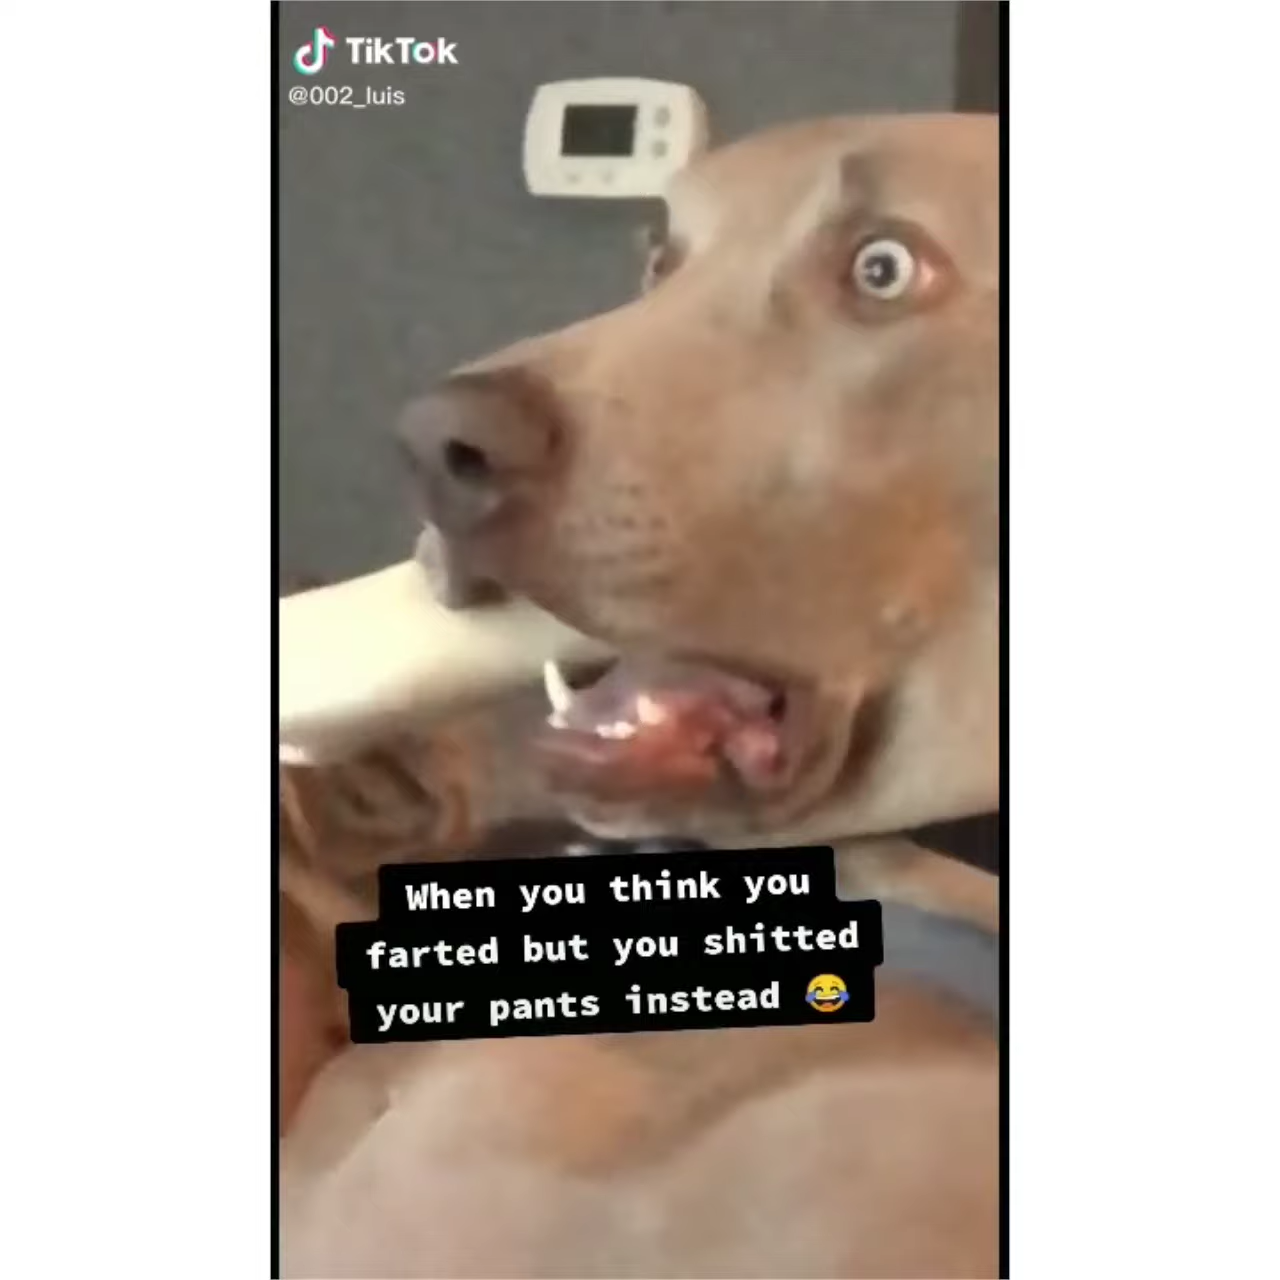 TikTok
@002_luis
When you think you
farted but you shitted
your pants instead 😂